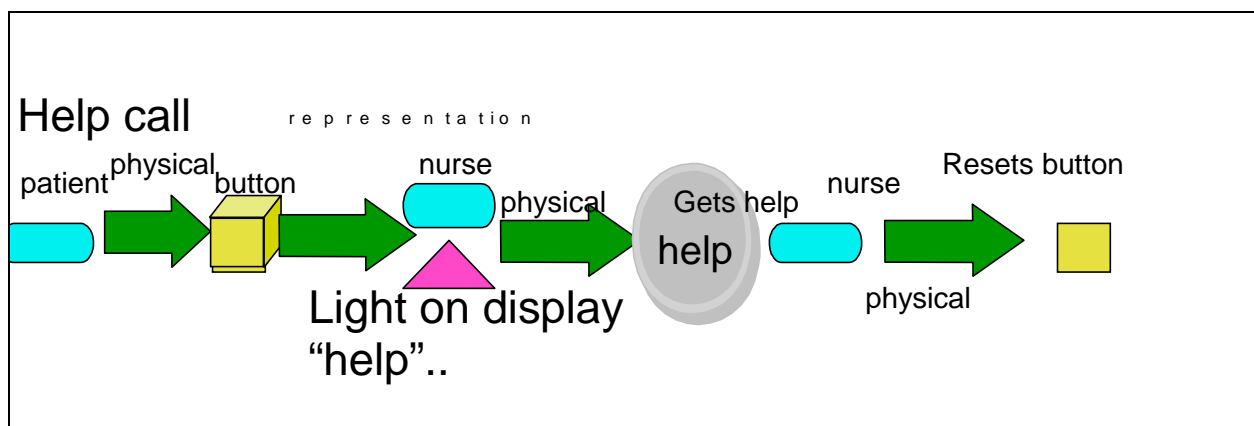 Help call
representation
patient
physical
button
nurse
physical
Gets help
nurse
Resets button
help
physical
Light on display
“help”..